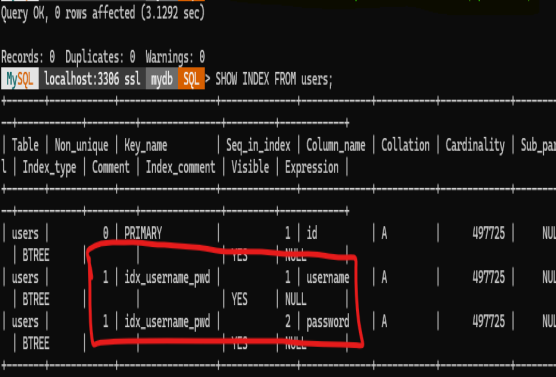 Query OK, 0 rows affected (3.1292 sec)
Records: 0 Duplicates: 0 Warnings: 0
MySQL localhost:3306 ssl mydb SQL > SHOW INDEX FROM users;
+--------+------------+------------------+--------------+-------------+-----------+-------------+---------
--+------------+---------+---------------+---------+------------+
| Table | Non_unique | Key_name | Seq_in_index | Column_name | Collation | Cardinality | Sub_par
l | Index_type | Comment | Index_comment | Visible | Expression |
+--------+------------+------------------+--------------+-------------+-----------+-------------+---------
--+------------+---------+---------------+---------+------------+
| users | 0 | PRIMARY | 1 | id | A | 497725 | NUL
| BTREE | | | YES | NULL |
| users | 1 | idx_username_pwd | 1 | username | A | 497725 | NUL
| BTREE | | | YES | NULL |
| users | 1 | idx_username_pwd | 2 | password | A | 497725 | NUL
| BTREE | | | YES | NULL |
+--------+------------+------------------+--------------+-------------+-----------+-------------+---------